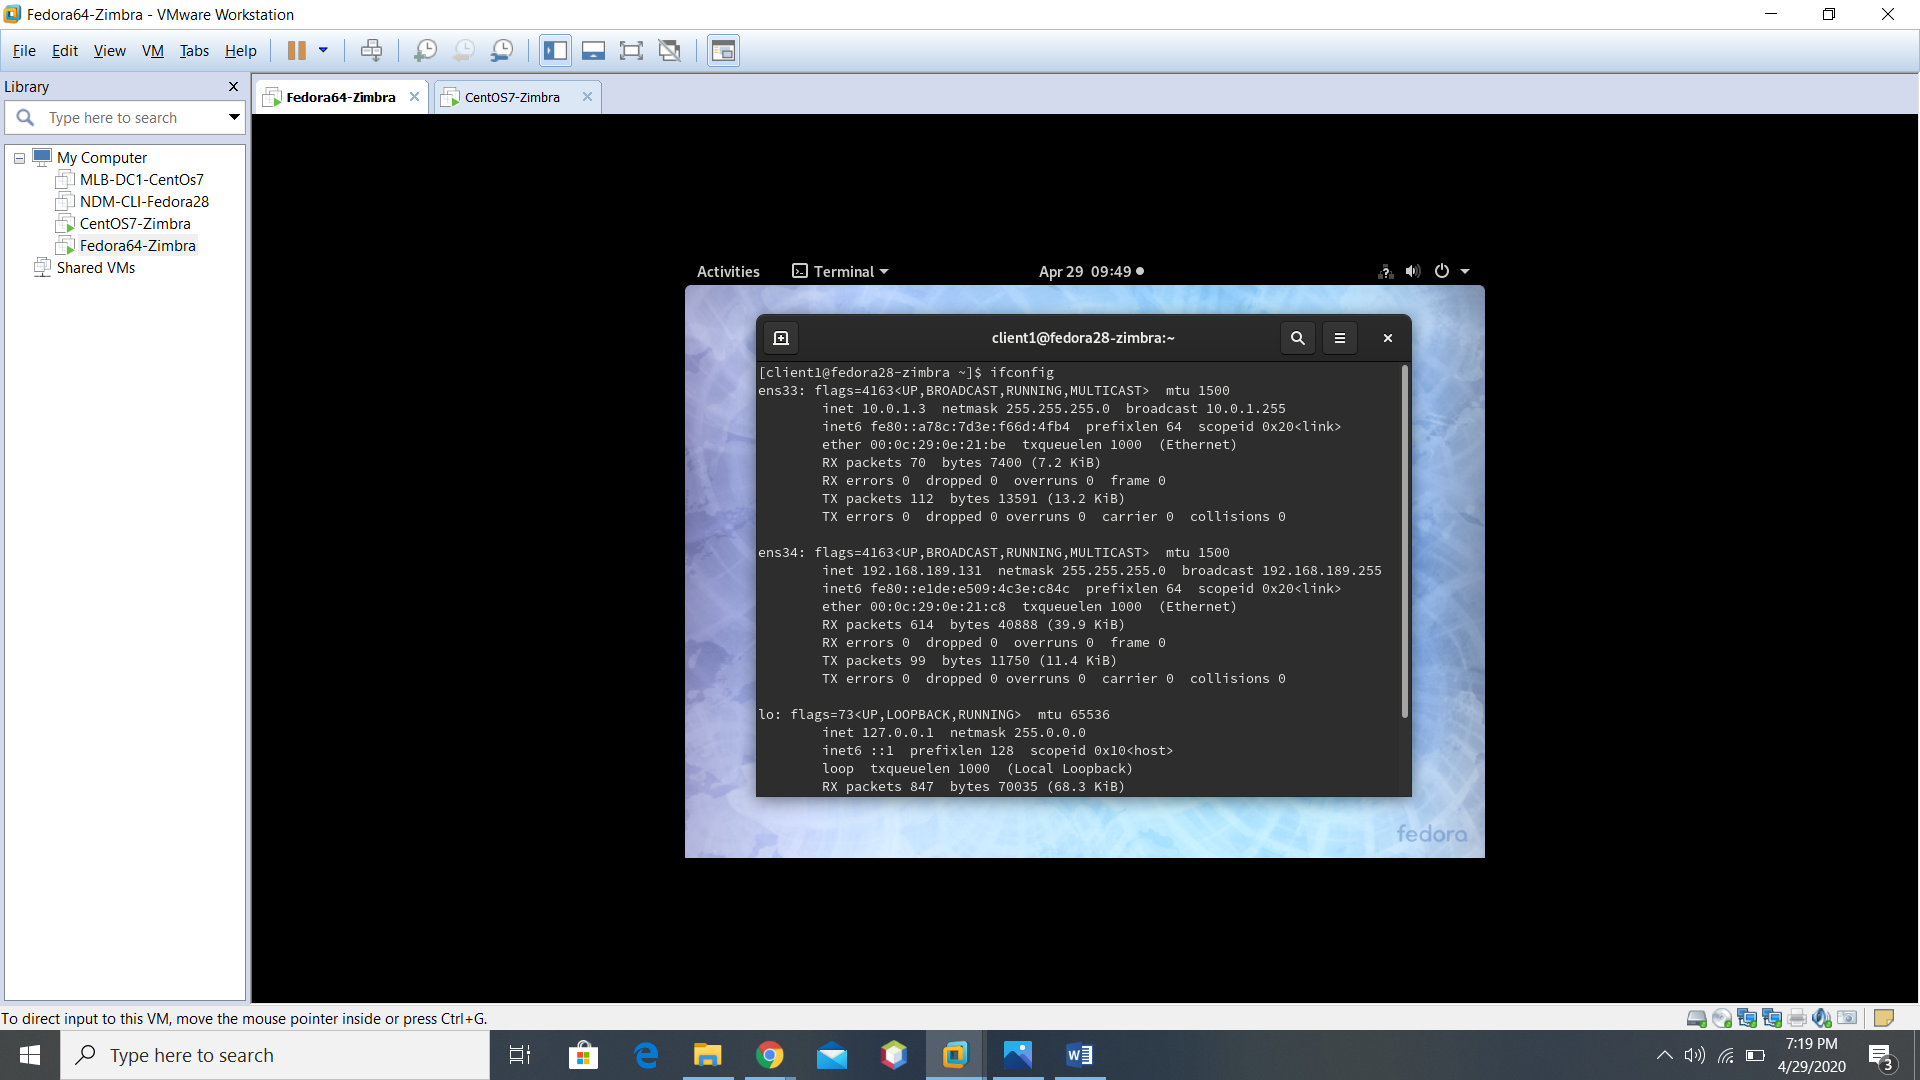 Fedora64-Zimbra - VMware Workstation
File Edit View VM Tabs Help
Library
Type here to search
My Computer
MLB-DC1-CentOs7
NDM-CLI-Fedora28
CentOS7-Zimbra
Fedora64-Zimbra
Shared VMs
Fedora64-Zimbra CentOS7-Zimbra
Activities Terminal Apr 29 09:49
client1@fedora28-zimbra:~
[client1@fedora28-zimbra ~]$ ifconfig
ens33: flags=4163<UP,BROADCAST,RUNNING,MULTICAST> mtu 1500
inet 10.0.1.3 netmask 255.255.255.0 broadcast 10.0.1.255
inet6 fe80::a78c:7d3e:f66d:4fb4 prefixlen 64 scopeid 0x20<link>
ether 00:0c:29:0e:21:be txqueuelen 1000 (Ethernet)
RX packets 70 bytes 7400 (7.2 KiB)
RX errors 0 dropped 0 overruns 0 frame 0
TX packets 112 bytes 13591 (13.2 KiB)
TX errors 0 dropped 0 overruns 0 carrier 0 collisions 0
ens34: flags=4163<UP,BROADCAST,RUNNING,MULTICAST> mtu 1500
inet 192.168.189.131 netmask 255.255.255.0 broadcast 192.168.189.255
inet6 fe80::e1de:e509:4c3e:c84c prefixlen 64 scopeid 0x20<link>
ether 00:0c:29:0e:21:c8 txqueuelen 1000 (Ethernet)
RX packets 614 bytes 40888 (39.9 KiB)
RX errors 0 dropped 0 overruns 0 frame 0
TX packets 99 bytes 11750 (11.4 KiB)
TX errors 0 dropped 0 overruns 0 carrier 0 collisions 0
lo: flags=73<UP,LOOPBACK,RUNNING> mtu 65536
inet 127.0.0.1 netmask 255.0.0.0
inet6 ::1 prefixlen 128 scopeid 0x10<host>
loop txqueuelen 1000 (Local Loopback)
RX packets 847 bytes 70035 (68.3 KiB)
fedora
To direct input to this VM, move the mouse pointer inside or press Ctrl+G.
Type here to search
7:19 PM
4/29/2020
3